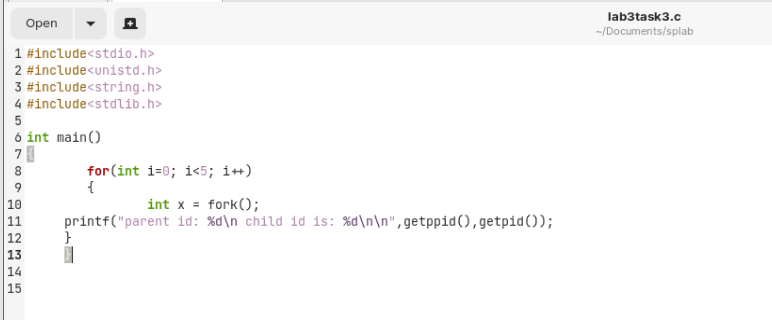 Open
lab3task3.c
~/Documents/splab
1 #include<stdio.h>
2 #include<unistd.h>
3 #include<string.h>
4 #include<stdlib.h>
5
6 int main()
7 {
8 for(int i=0; i<5; i++)
9 {
10 int x = fork();
11 printf("parent id: %d\n child id is: %d\n\n",getppid(),getpid());
12 }
13 }
14
15